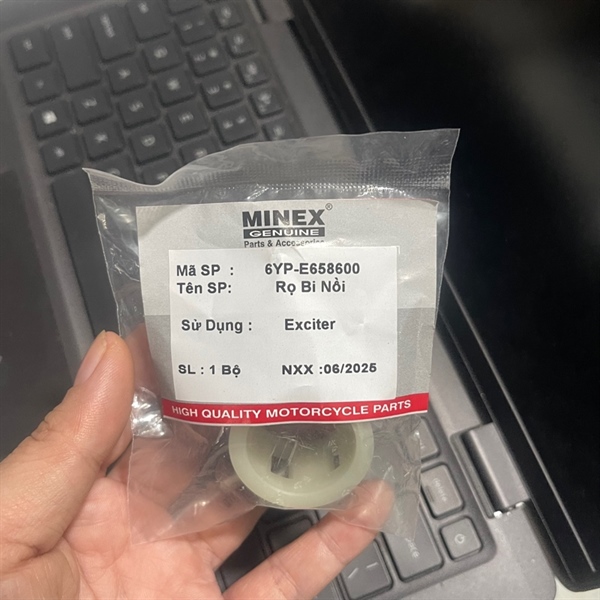 MINEX®
GENUINE
Parts & Accessories
Mã SP : 6YP-E658600
Tên SP: Rọ Bi Nồi
Sử Dụng : Exciter
SL : 1 Bộ NXX :06/2025
HIGH QUALITY MOTORCYCLE PARTS